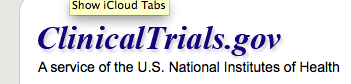 Show iCloud Tabs
ClinicalTrials.gov
A service of the U.S. National Institutes of Health